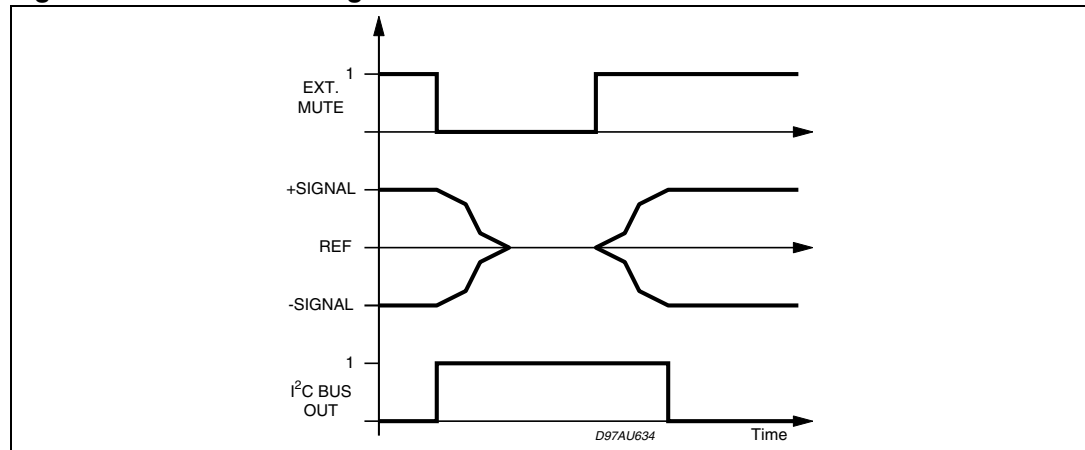 1
EXT.
MUTE
+SIGNAL
REF
-SIGNAL
1
I²C BUS
OUT
D97AU634
Time